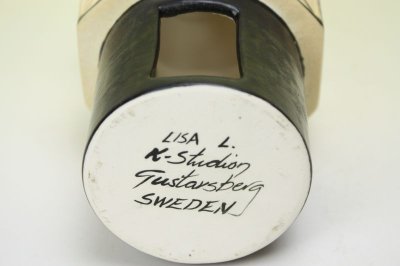 LISA L.
K-Studion
Gustavsberg
SWEDEN